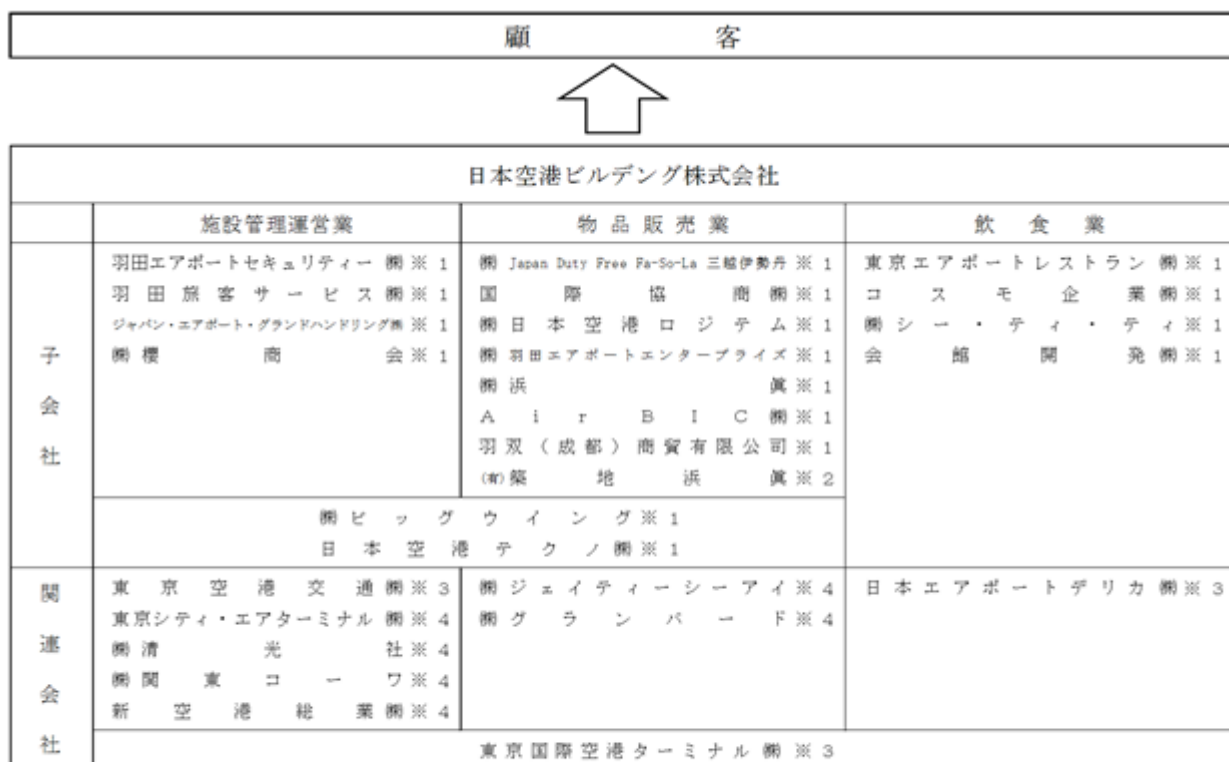 顧客
日本空港ビルデング株式会社
施設管理運営業
物品販売業
飲食業
子会社
羽田エアポートセキュリティー㈱※1
羽田旅客サービス㈱※1
ジャパン・エアポート・グランドハンドリング㈱※1
㈱櫻商会※1
㈱Japan Duty Free Fa-So-La 三越伊勢丹※1
国際協商㈱※1
㈱日本空港ロジテム※1
㈱羽田エアポートエンタープライズ※1
㈱浜眞※1
Air BIC㈱※1
羽双（成都）商貿有限公司※1
㈲築地浜眞※2
東京エアポートレストラン㈱※1
コスモ企業㈱※1
㈱シー・ティ・ティ※1
会館開発㈱※1
㈱ビッグウイング※1
日本空港テクノ㈱※1
関連会社
東京空港交通㈱※3
東京シティ・エアターミナル㈱※4
㈱清光社※4
㈱関東コーワ※4
新空港総業㈱※4
㈱ジェイティーシーアイ※4
㈱グランバード※4
日本エアポートデリカ㈱※3
東京国際空港ターミナル㈱※3